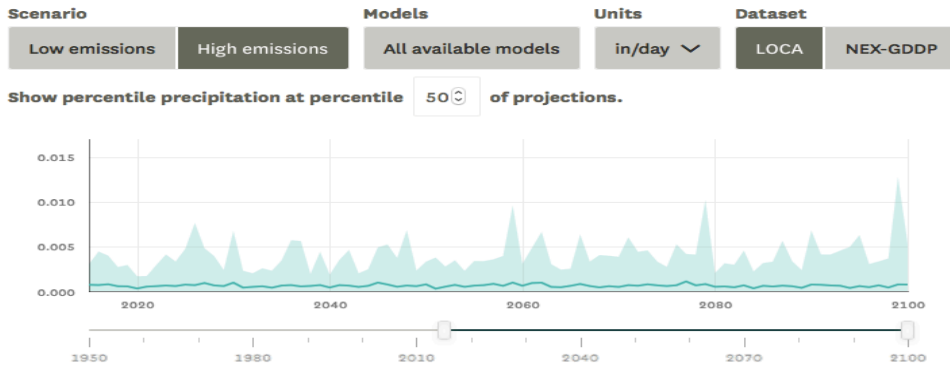 Scenario Models Units Dataset
Low emissions High emissions All available models in/day LOCA NEX-GDDP
Show percentile precipitation at percentile 50 of projections.
0.015
0.010
0.005
0.000
2020 2040 2060 2080 2100
1950 1980 2010 2040 2070 2100